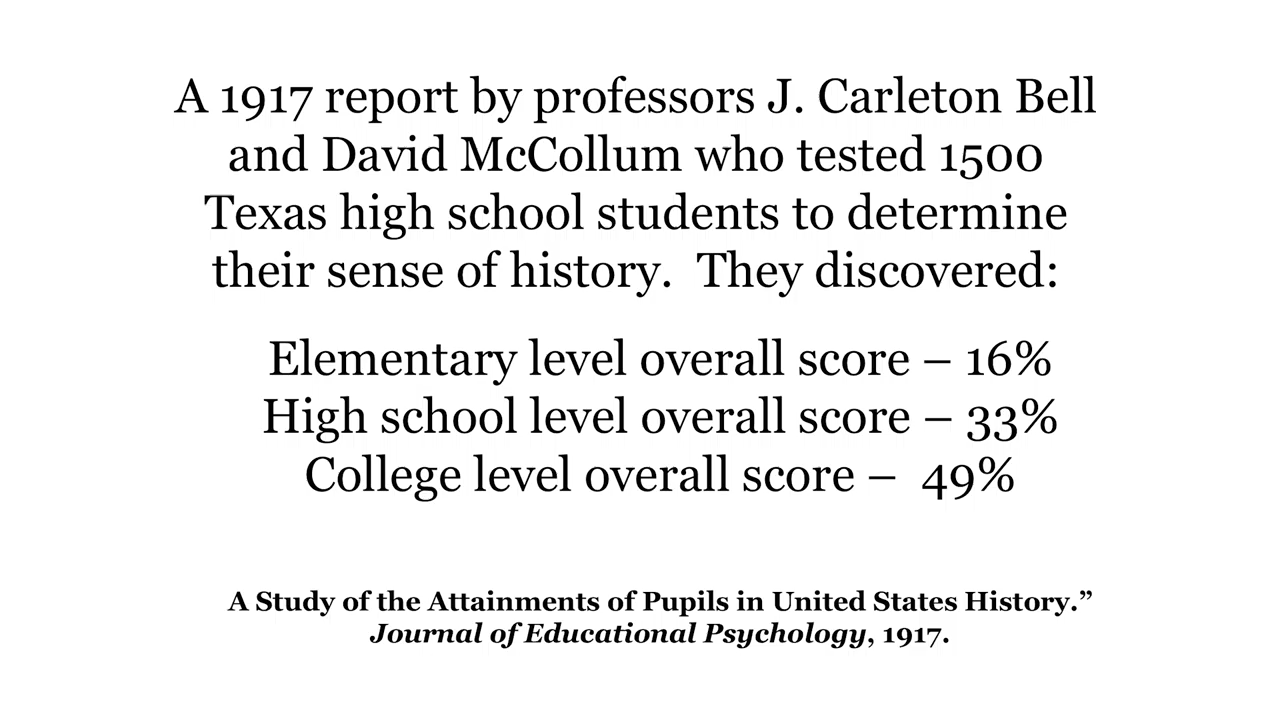 A 1917 report by professors J. Carleton Bell
and David McCollum who tested 1500
Texas high school students to determine
their sense of history.  They discovered:
Elementary level overall score – 16%
High school level overall score – 33%
College level overall score –  49%
A Study of the Attainments of Pupils in United States History.”
Journal of Educational Psychology, 1917.